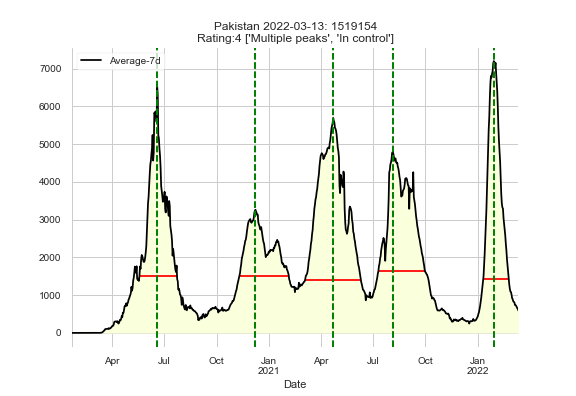 Pakistan 2022-03-13: 1519154
Rating:4 ['Multiple peaks', 'In control']
Average-7d
7000
6000
5000
4000
3000
2000
1000
0
Apr Jul Oct Jan Apr Jul Oct Jan
2021 2022
Date